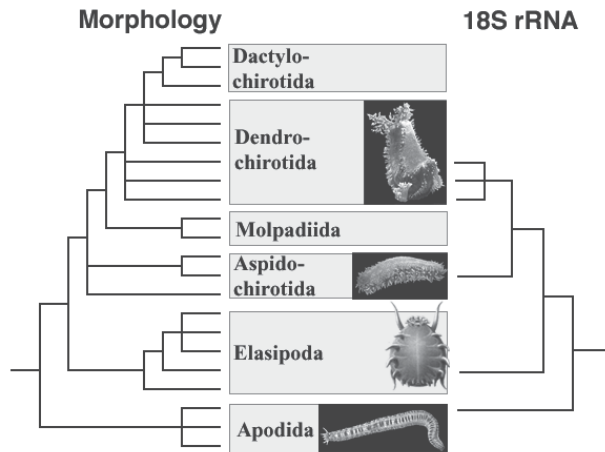 Morphology 18S rRNA
Dactylo-
chirotida
Dendro-
chirotida
Molpadiida
Aspido-
chirotida
Elasipoda
Apodida